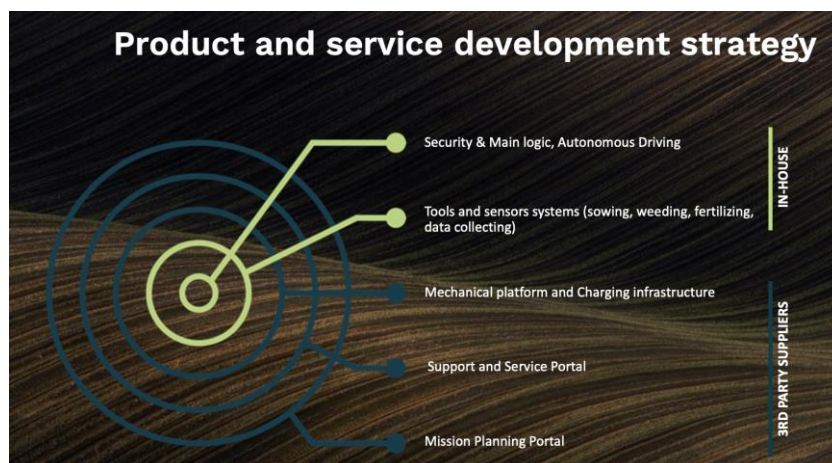 Product and service development strategy
Security & Main logic, Autonomous Driving
Tools and sensors systems (sowing, weeding, fertilizing,
data collecting)
IN-HOUSE
Mechanical platform and Charging infrastructure
Support and Service Portal
Mission Planning Portal
3RD PARTY SUPPLIERS